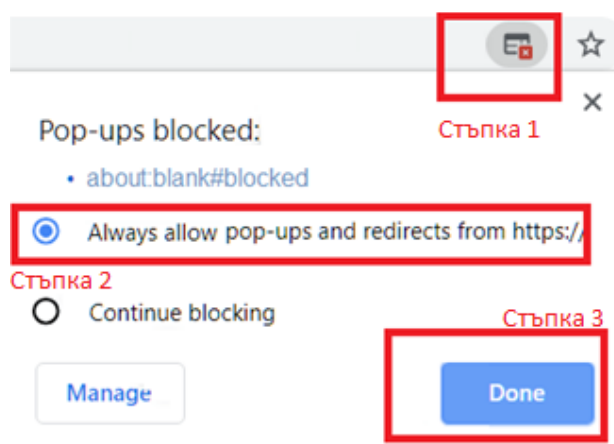 Стъпка 1
Pop-ups blocked:
• about:blank#blocked
Always allow pop-ups and redirects from https:/
Стъпка 2
Continue blocking
Стъпка 3
Manage
Done